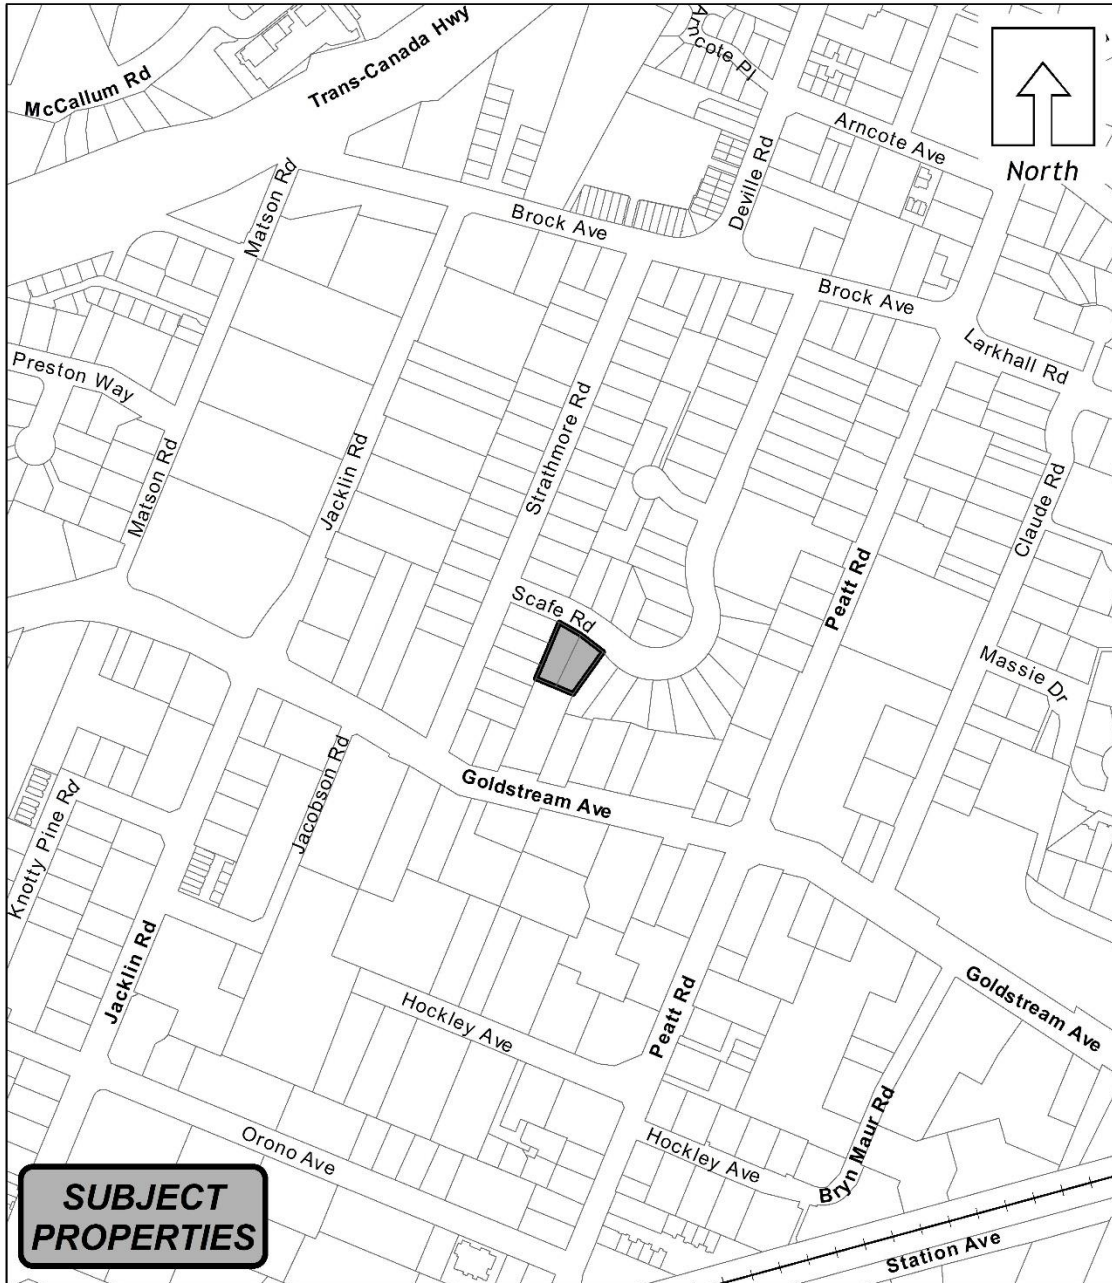 Arncote Pl
McCallum Rd
Trans-Canada Hwy
Arncote Ave
North
Deville Rd
Matson Rd
Brock Ave
Brock Ave
Larkhall Rd
Preston Way
Strathmore Rd
Matson Rd
Jacklin Rd
Claude Rd
Peatt Rd
Scafe Rd
Massie Dr
Jacobson Rd
Goldstream Ave
Knotty Pine Rd
Jacklin Rd
Goldstream Ave
Peatt Rd
Hockley Ave
Orono Ave
Hockley Ave
Bryn Maur Rd
Station Ave
SUBJECT
PROPERTIES